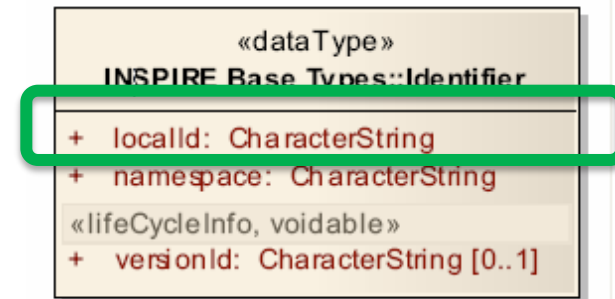 «dataType»
INSPIRE Base Types::Identifier
+ localId: CharacterString
+ namespace: CharacterString
«lifeCycleInfo, voidable»
+ versionId: CharacterString [0..1]